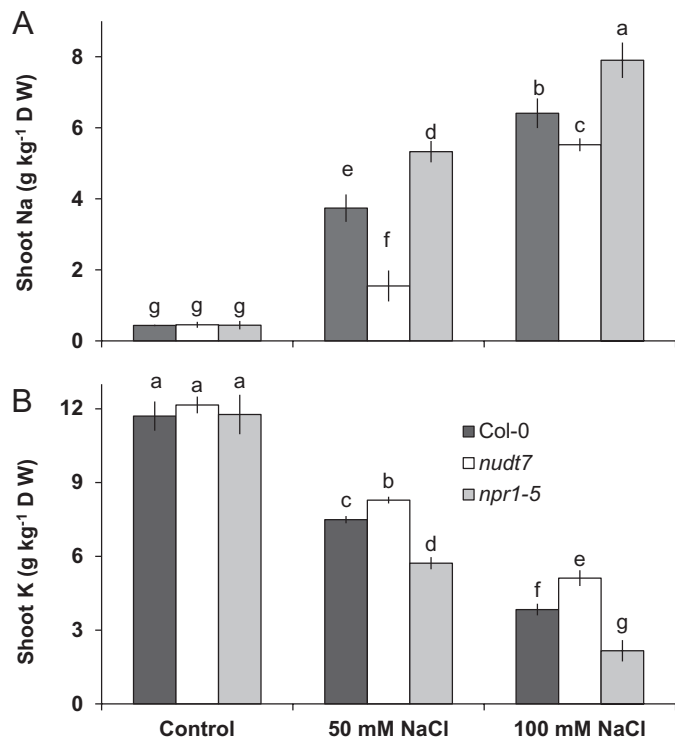 A
Shoot Na (g kg⁻¹ D W)
8
6
4
2
0
g g g
e f d
b c a
B
Shoot K (g kg⁻¹ D W)
12
9
6
3
0
a a a
c b d
f e g
Col-0
nudt7
npr1-5
Control 50 mM NaCl 100 mM NaCl